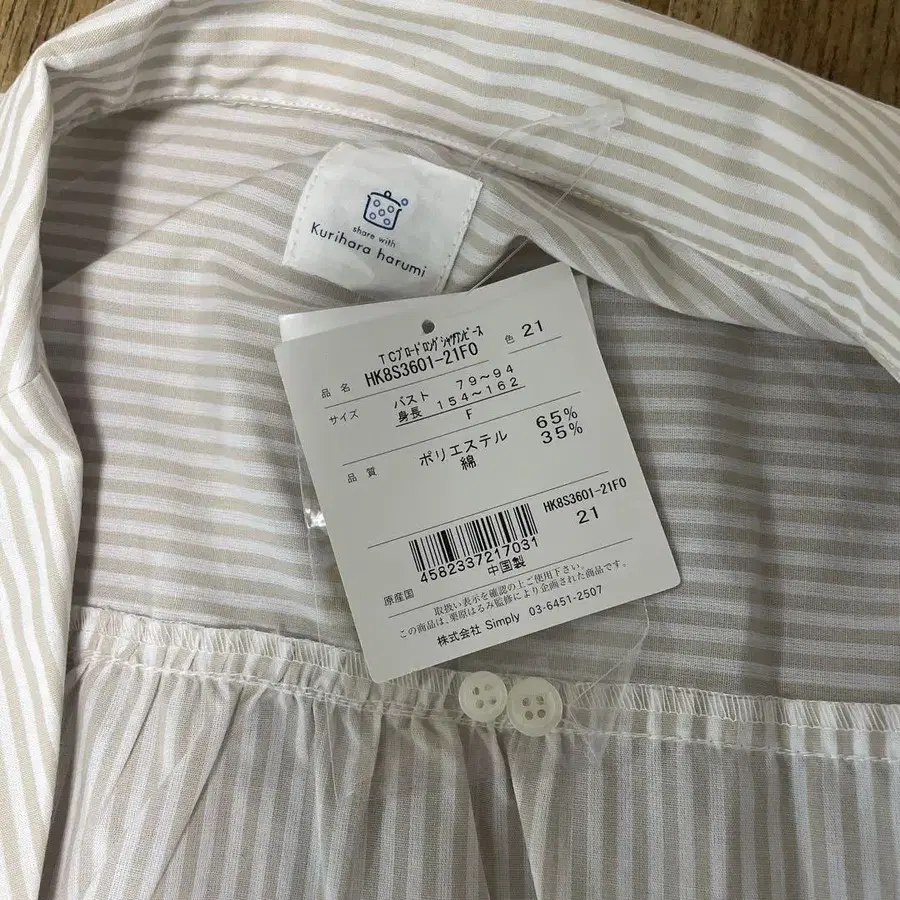 share with
Kurihara harumi
TCブロードロングシャツワンピース
品名 HK8S3601-21F0 色 21
サイズ バスト 79～94
身長 154～162
F
品質 ポリエステル 65%
綿 35%
HK8S3601-21F0
21
4582337217031
原産国 中国製
取扱い表示を確認の上ご使用下さい。
この商品は、栗原はるみ監修により企画された商品です。
株式会社 Simply 03-6451-2507